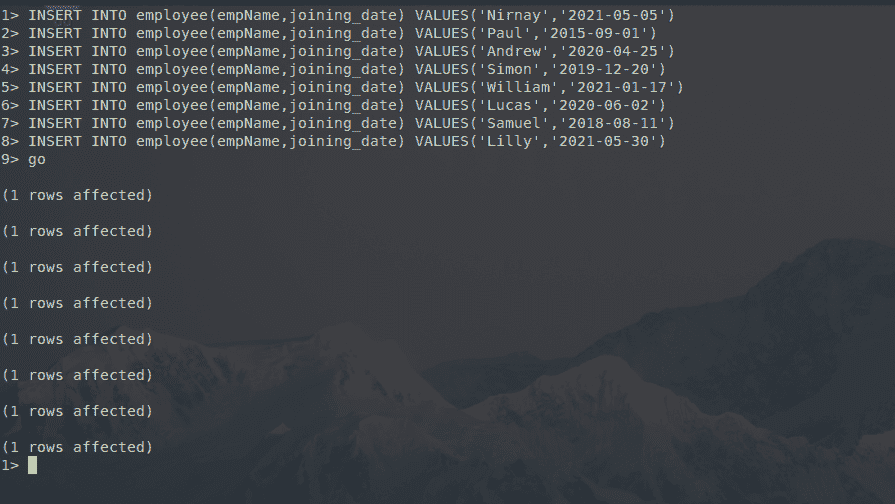 1> INSERT INTO employee(empName,joining_date) VALUES('Nirnay','2021-05-05')
2> INSERT INTO employee(empName,joining_date) VALUES('Paul','2015-09-01')
3> INSERT INTO employee(empName,joining_date) VALUES('Andrew','2020-04-25')
4> INSERT INTO employee(empName,joining_date) VALUES('Simon','2019-12-20')
5> INSERT INTO employee(empName,joining_date) VALUES('William','2021-01-17')
6> INSERT INTO employee(empName,joining_date) VALUES('Lucas','2020-06-02')
7> INSERT INTO employee(empName,joining_date) VALUES('Samuel','2018-08-11')
8> INSERT INTO employee(empName,joining_date) VALUES('Lilly','2021-05-30')
9> go
(1 rows affected)
(1 rows affected)
(1 rows affected)
(1 rows affected)
(1 rows affected)
(1 rows affected)
(1 rows affected)
(1 rows affected)
1>